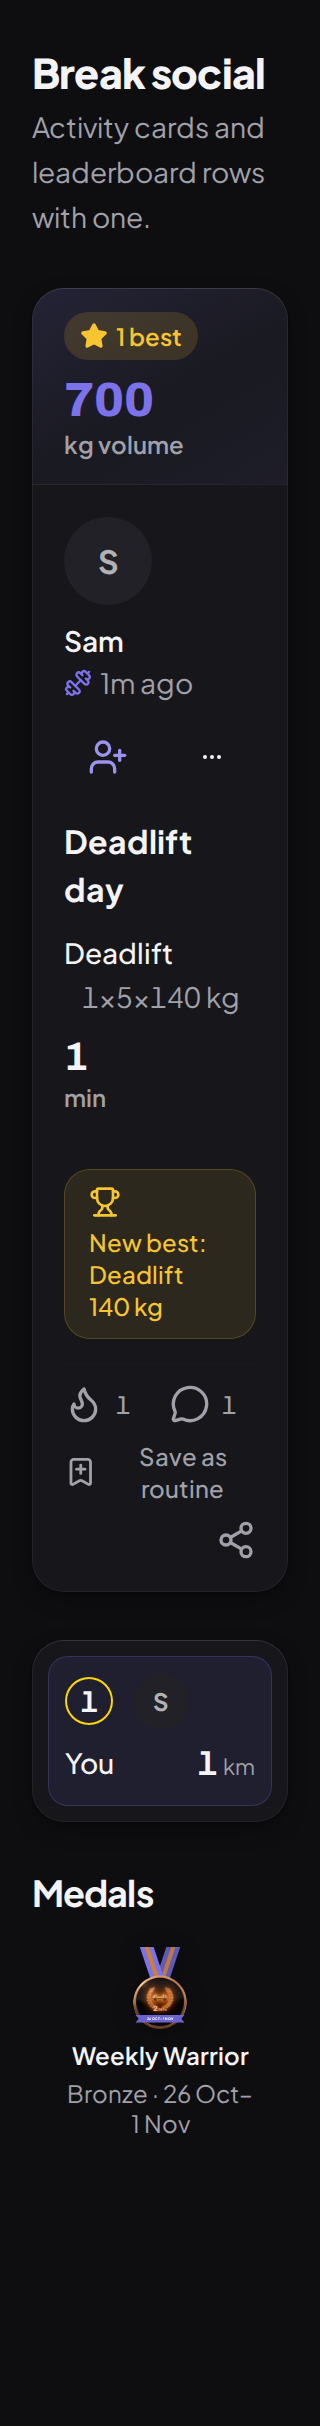 Break social
Activity cards and
leaderboard rows
with one.
1 best
700
kg volume
S
Sam
1m ago
Deadlift
day
Deadlift
1×5×140 kg
1
min
New best:
Deadlift
140 kg
1 1
Save as
routine
1 S
You 1 km
Medals
Weekly Warrior
Bronze · 26 Oct–
1 Nov